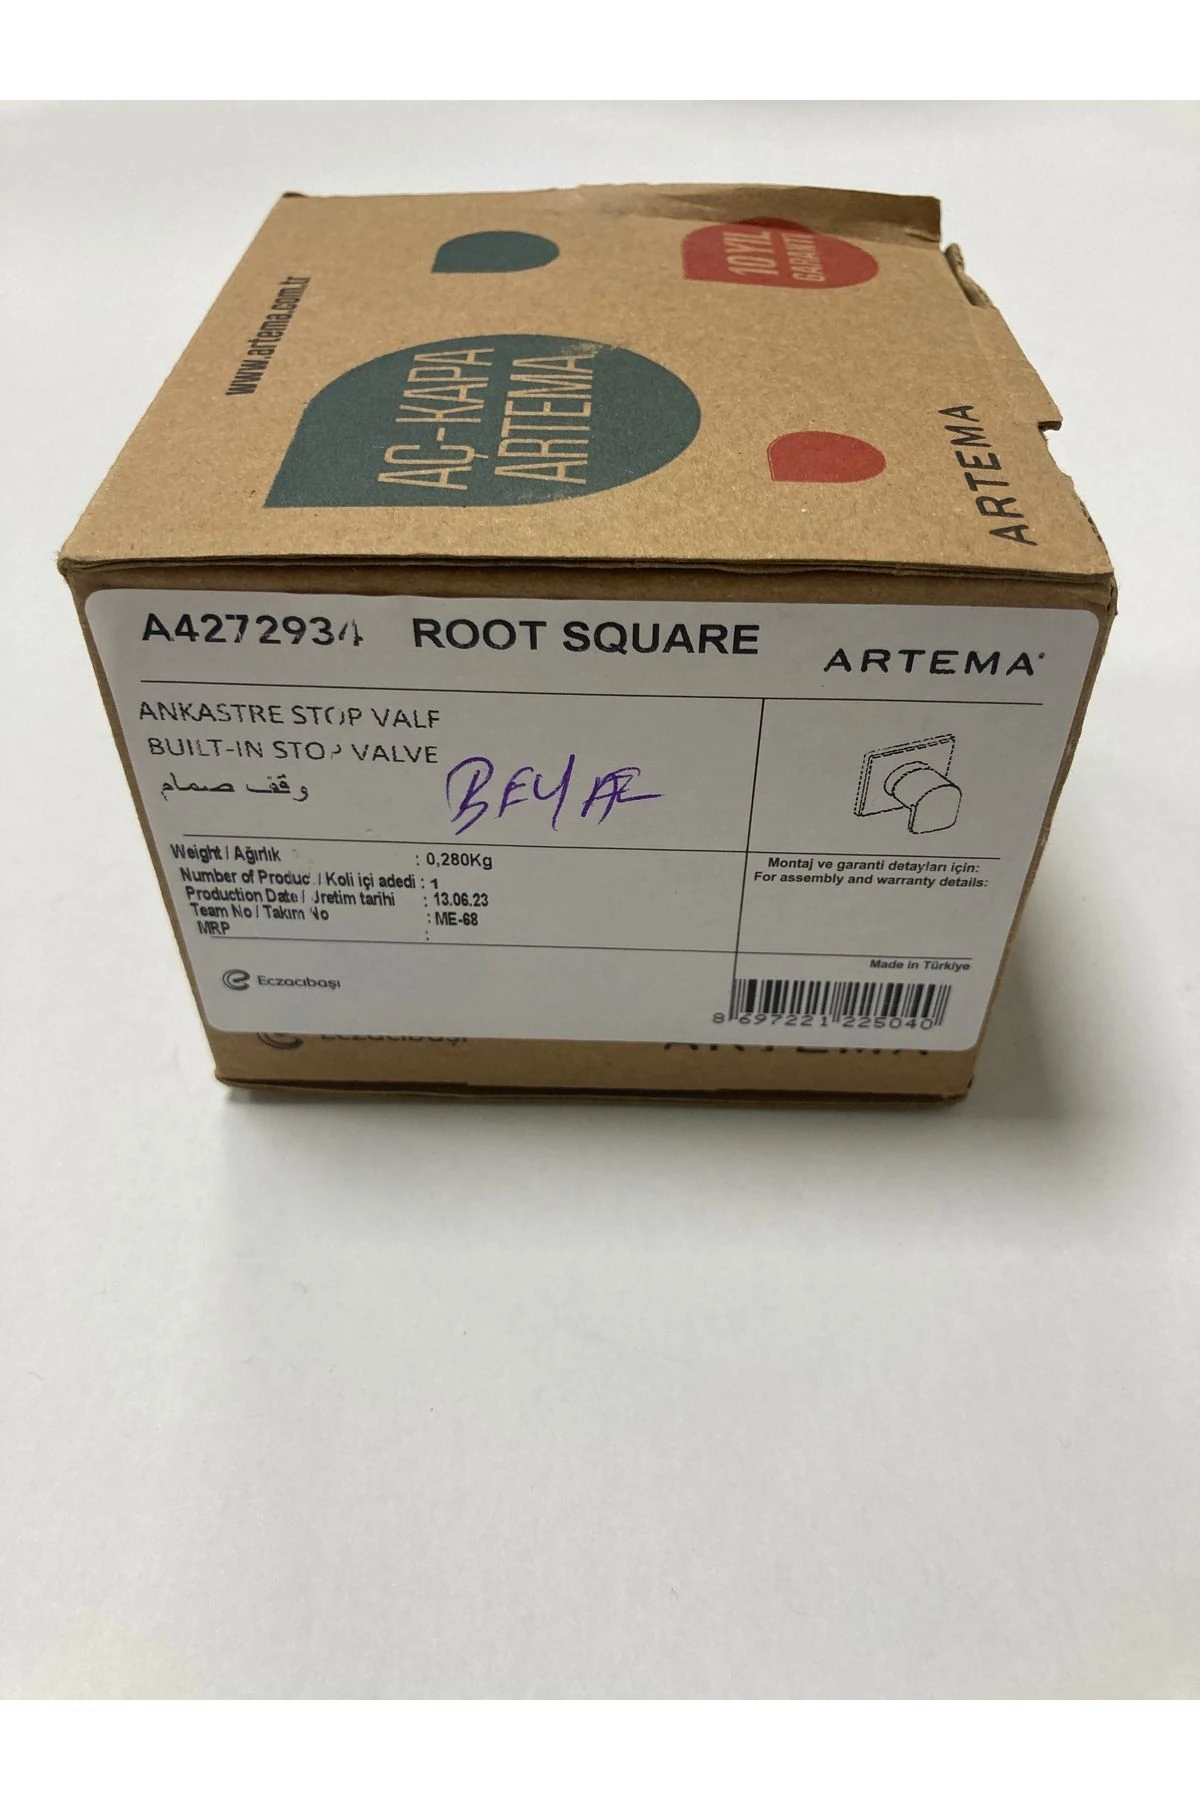 www.artema.com.tr
10 YIL
GARANTİ
AÇ-KAPA
ARTEMA
ARTEMA
A4272934 ROOT SQUARE
ARTEMA
ANKASTRE STOP VALF
BUILT-IN STOP VALVE
وقف صمام
Weight / Ağırlık : 0,280Kg
Number of Produc / Koli içi adedi : 1
Production Date / Üretim tarihi : 13.06.23
Team No / Takım No : ME-68
MRP :
Montaj ve garanti detayları için:
For assembly and warranty details:
Made in Türkiye
Eczacıbaşı
8 697221 225040
Eczacıbaşı
ARTEMA